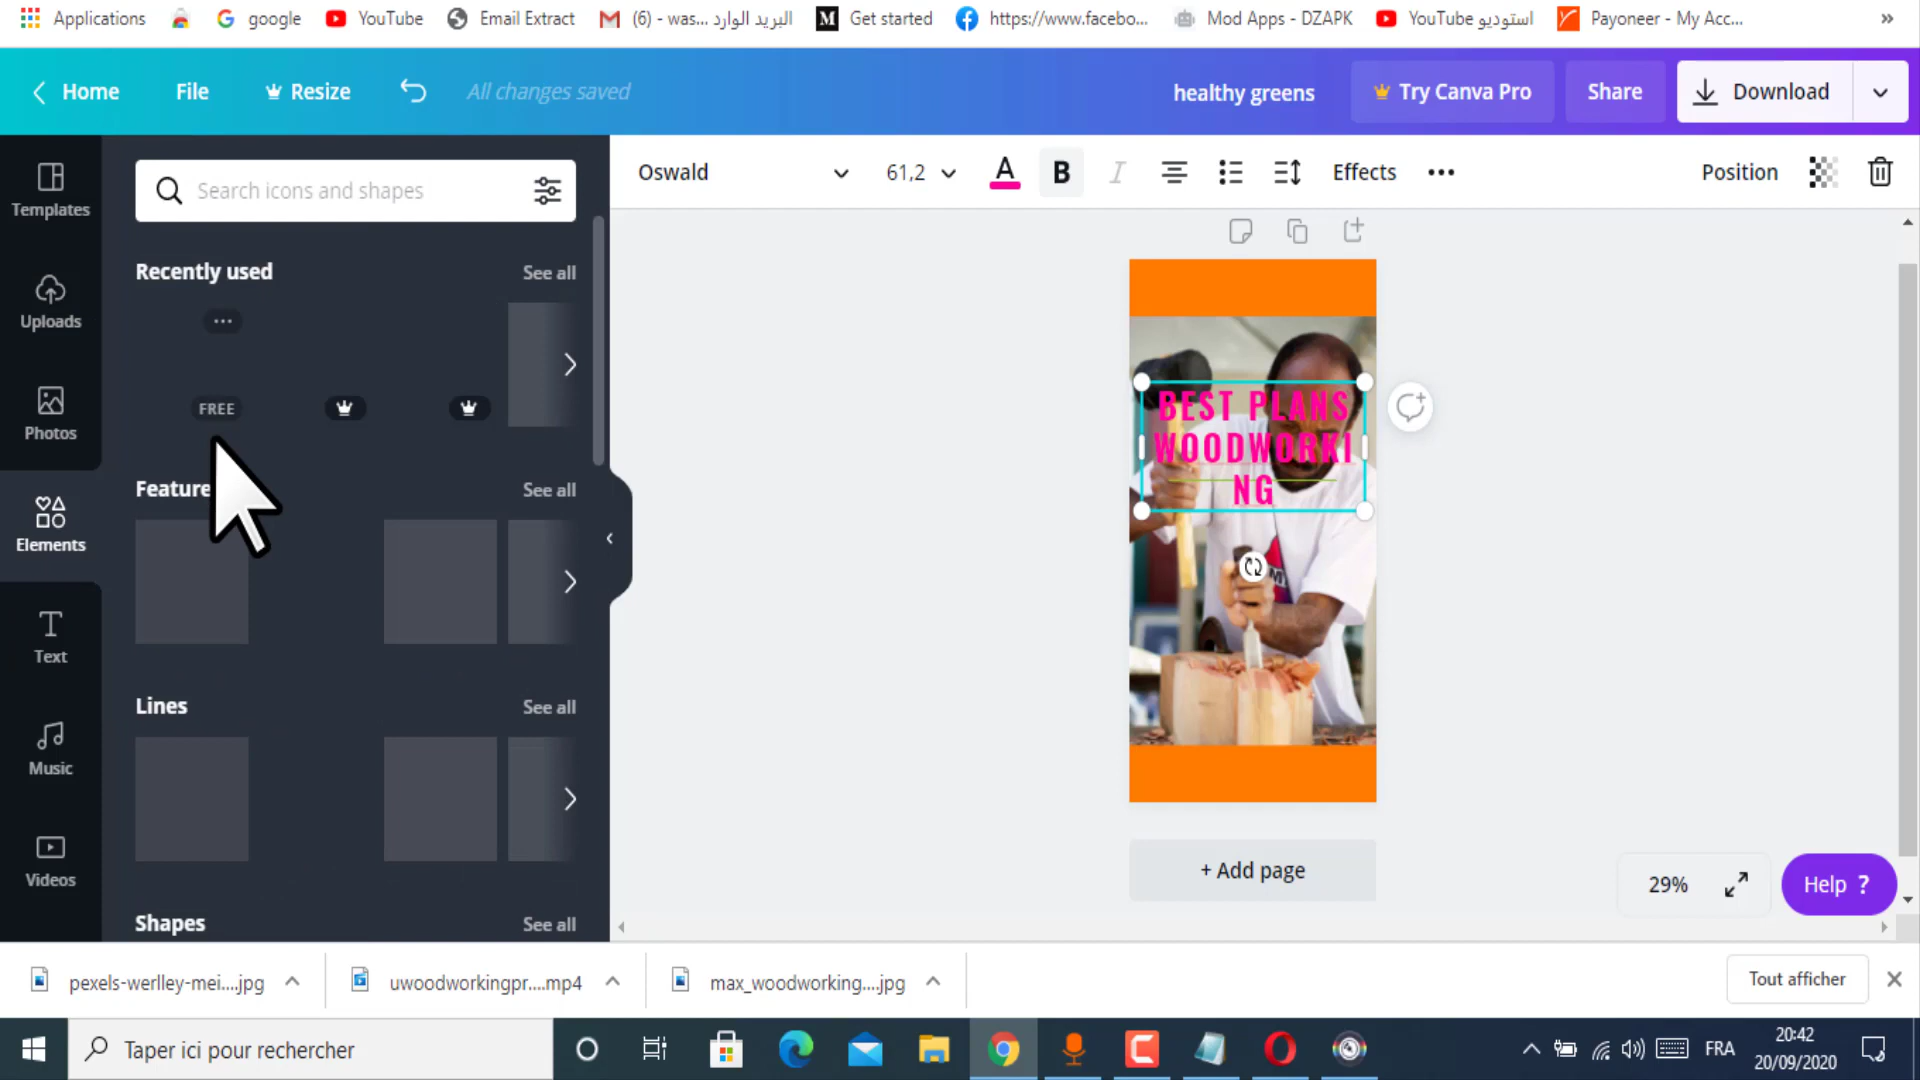 Applications
google
YouTube
Email Extract
(6) - was... البريد الوارد
M
Get started
https://www.facebo...
Mod Apps - DZAPK
YouTube استوديو
Payoneer - My Acc...
»
Home
File
Resize
All changes saved
healthy greens
Try Canva Pro
Share
Download
Templates
Uploads
Photos
Elements
Text
Music
Videos
Search icons and shapes
Recently used
See all
FREE
Feature
See all
Lines
See all
Shapes
See all
Oswald
61,2
A
B
I
Effects
Position
BEST PLANS
WOODWORKI
NG
+ Add page
29%
Help ?
pexels-werlley-mei....jpg
uwoodworkingpr....mp4
max_woodworking....jpg
Tout afficher
Taper ici pour rechercher
FRA
20:42
20/09/2020